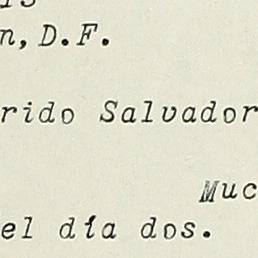 n, D.F.
rido Salvador
Muc
el día dos.